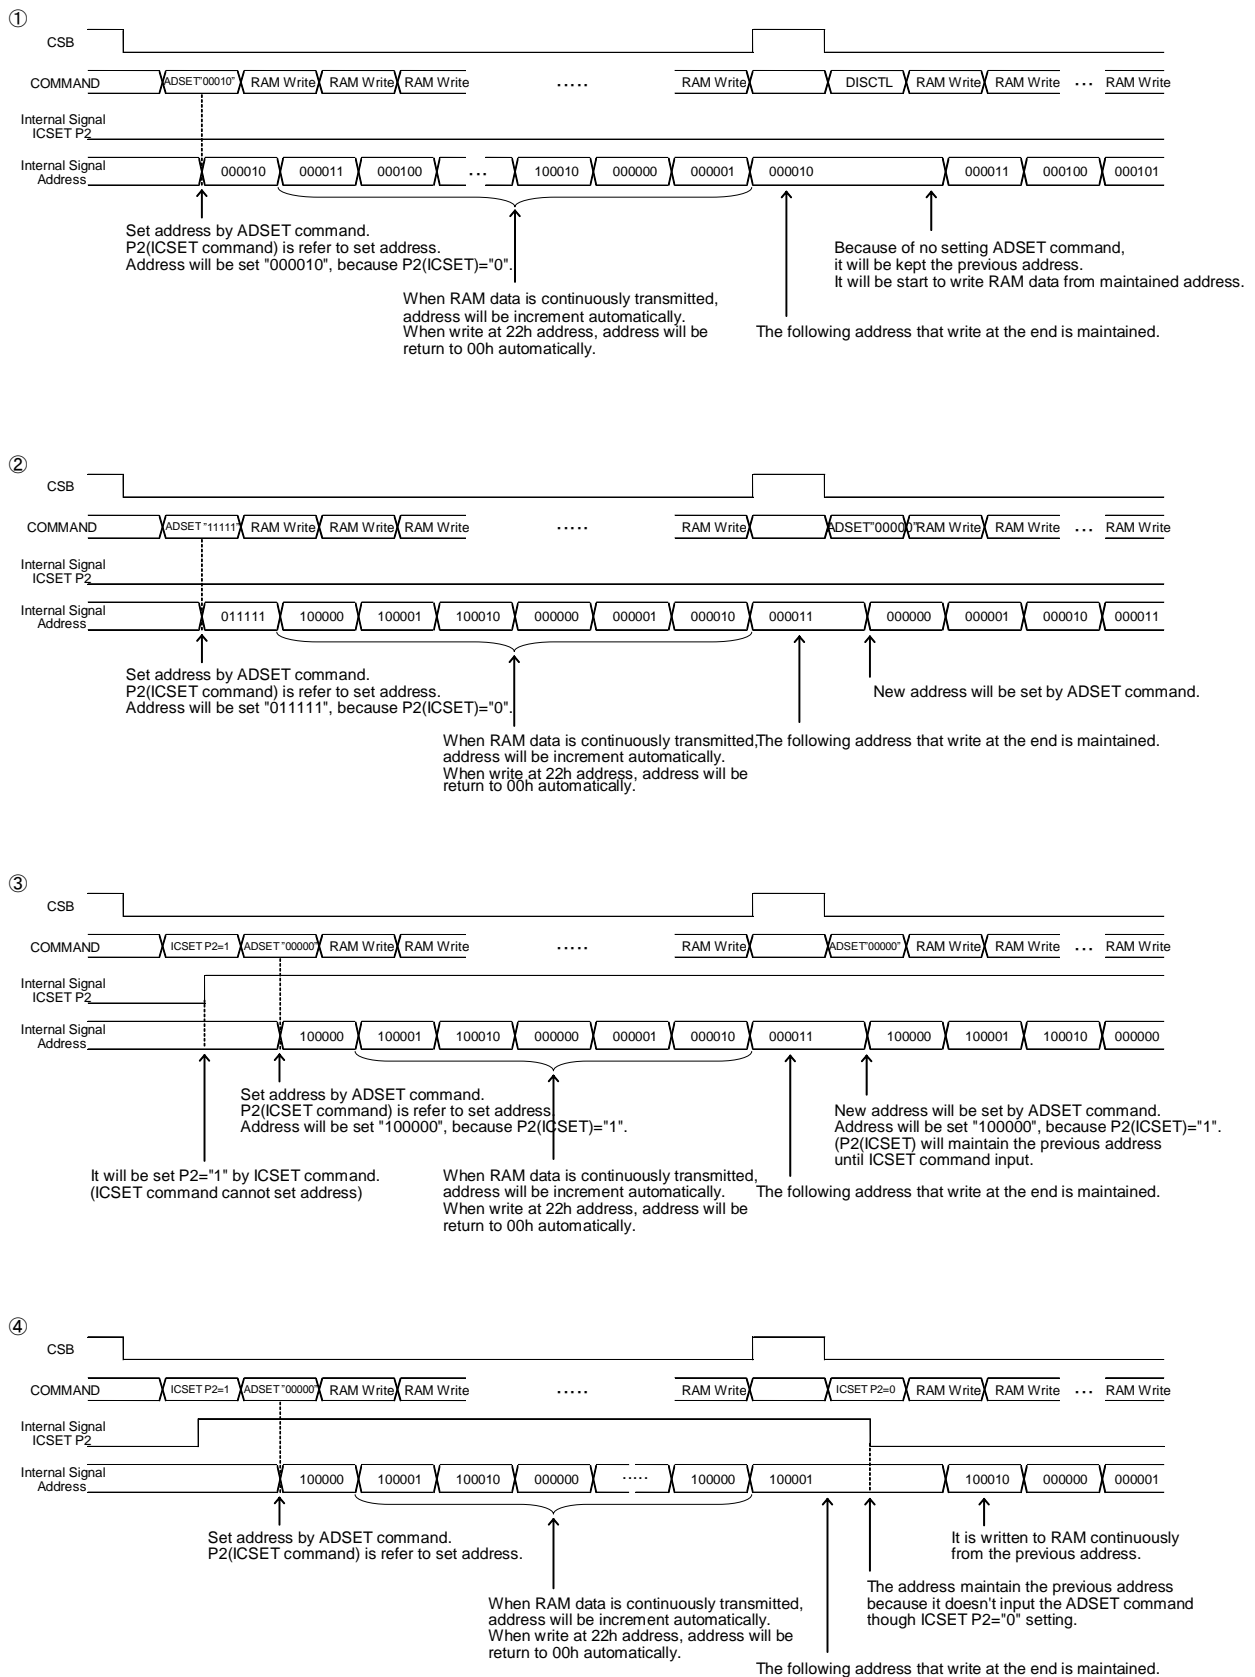 ①
CSB
COMMAND ADSET"00010" RAM Write RAM Write RAM Write ..... RAM Write DISCTL RAM Write RAM Write ... RAM Write
Internal Signal
ICSET P2
Internal Signal
Address
000010 000011 000100 ... 100010 000000 000001 000010 000011 000100 000101
Set address by ADSET command.
P2(ICSET command) is refer to set address.
Address will be set "000010", because P2(ICSET)="0".
When RAM data is continuously transmitted,
address will be increment automatically.
When write at 22h address, address will be
return to 00h automatically.
Because of no setting ADSET command,
it will be kept the previous address.
It will be start to write RAM data from maintained address.
The following address that write at the end is maintained.
②
CSB
COMMAND ADSET"11111" RAM Write RAM Write RAM Write ..... RAM Write ADSET"00000" RAM Write RAM Write ... RAM Write
Internal Signal
ICSET P2
Internal Signal
Address
011111 100000 100001 100010 000000 000001 000010 000011 000000 000001 000010 000011
Set address by ADSET command.
P2(ICSET command) is refer to set address.
Address will be set "011111", because P2(ICSET)="0".
New address will be set by ADSET command.
When RAM data is continuously transmitted,
address will be increment automatically.
When write at 22h address, address will be
return to 00h automatically.
The following address that write at the end is maintained.
③
CSB
COMMAND ICSET P2=1 ADSET"00000" RAM Write RAM Write ..... RAM Write ADSET"00000" RAM Write RAM Write ... RAM Write
Internal Signal
ICSET P2
Internal Signal
Address
100000 100001 100010 000000 000001 000010 000011 100000 100001 100010 000000
Set address by ADSET command.
P2(ICSET command) is refer to set address.
Address will be set "100000", because P2(ICSET)="1".
New address will be set by ADSET command.
Address will be set "100000", because P2(ICSET)="1".
(P2(ICSET) will maintain the previous address
until ICSET command input.
It will be set P2="1" by ICSET command.
(ICSET command cannot set address)
When RAM data is continuously transmitted,
address will be increment automatically.
When write at 22h address, address will be
return to 00h automatically.
The following address that write at the end is maintained.
④
CSB
COMMAND ICSET P2=1 ADSET"00000" RAM Write RAM Write ..... RAM Write ICSET P2=0 RAM Write RAM Write ... RAM Write
Internal Signal
ICSET P2
Internal Signal
Address
100000 100001 100010 000000 ..... 100000 100001 100010 000000 000001
Set address by ADSET command.
P2(ICSET command) is refer to set address.
It is written to RAM continuously
from the previous address.
When RAM data is continuously transmitted,
address will be increment automatically.
When write at 22h address, address will be
return to 00h automatically.
The address maintain the previous address
because it doesn't input the ADSET command
though ICSET P2="0" setting.
The following address that write at the end is maintained.